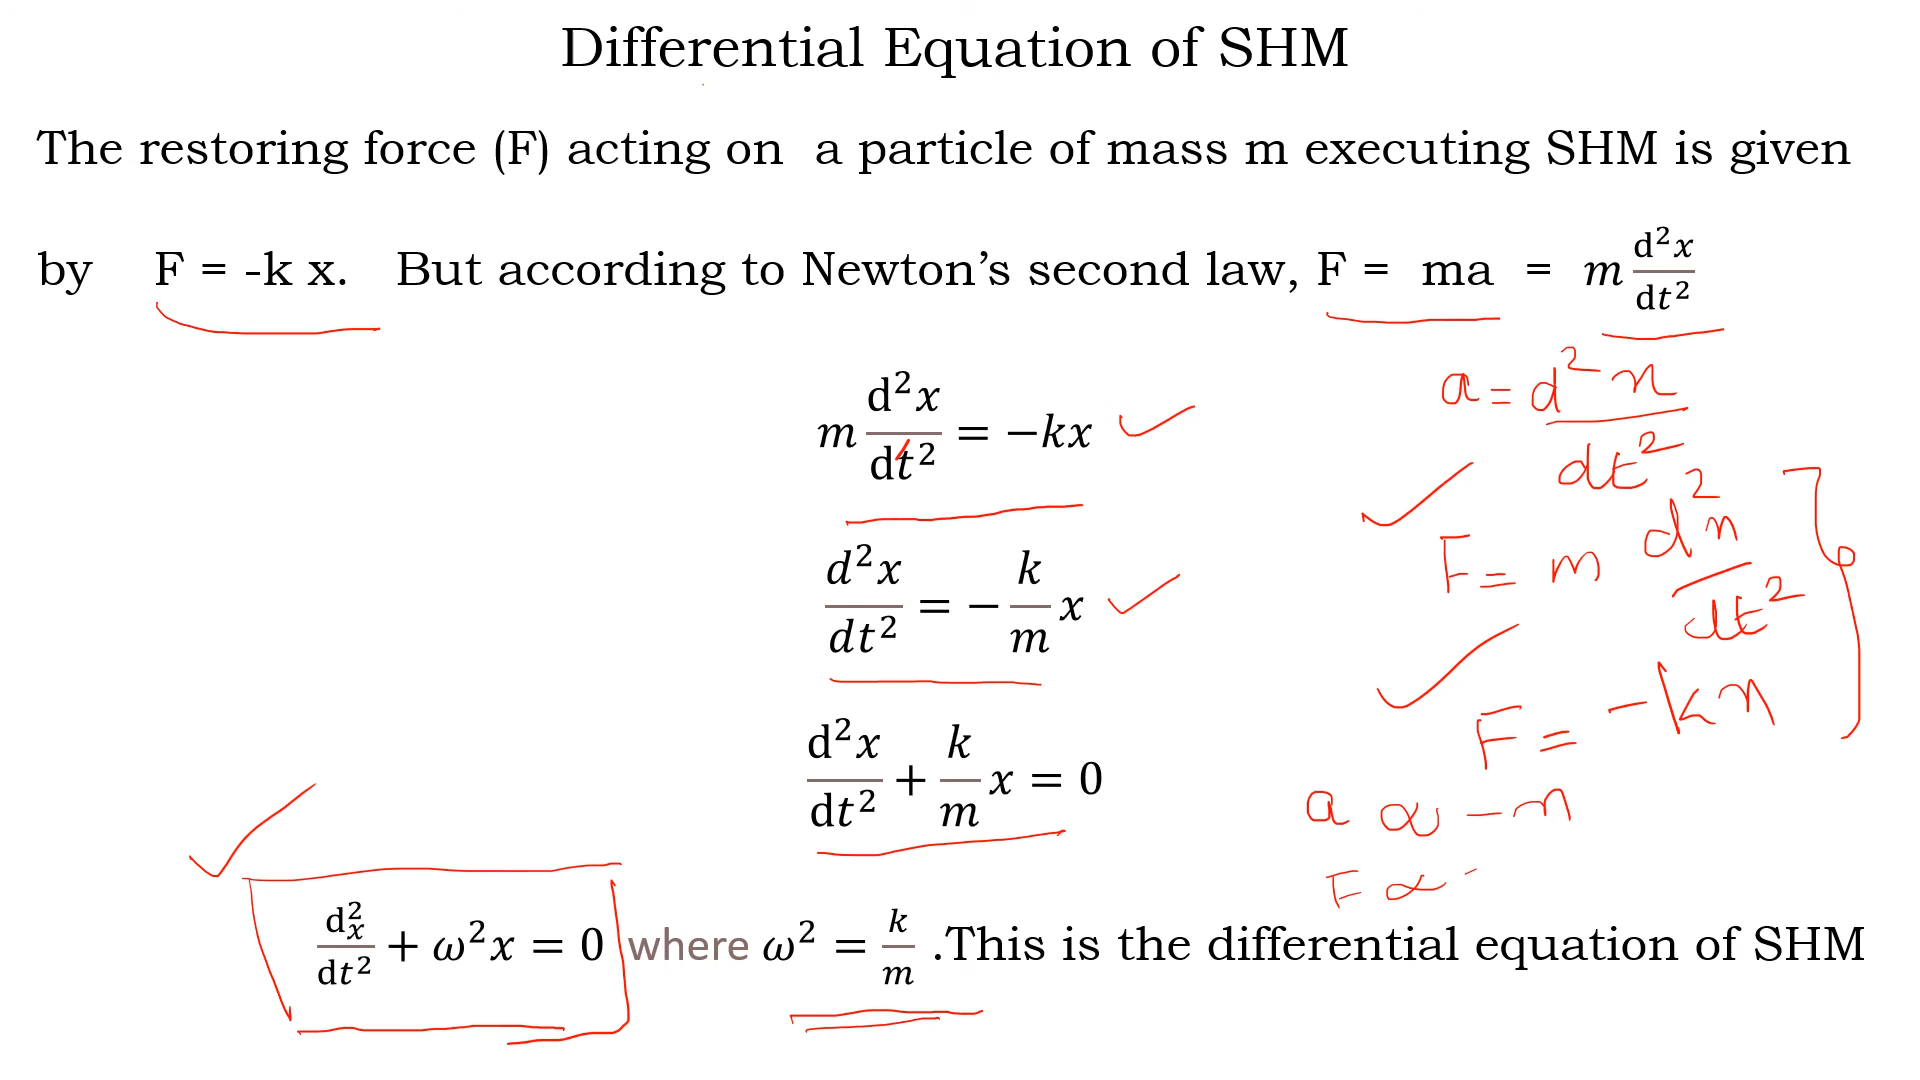 Differential Equation of SHM
The restoring force (F) acting on a particle of mass m executing SHM is given
by F = -k x. But according to Newton’s second law, F = ma = m d²x/dt²
a = d²x/dt²
m d²x/dt² = −kx
F = m d²x/dt²
d²x/dt² = − k/m x
F = -kx
d²x/dt² + k/m x = 0
a ∝ -x
F ∝ -
d²ₓ/dt² + ω²x = 0 where ω² = k/m .This is the differential equation of SHM